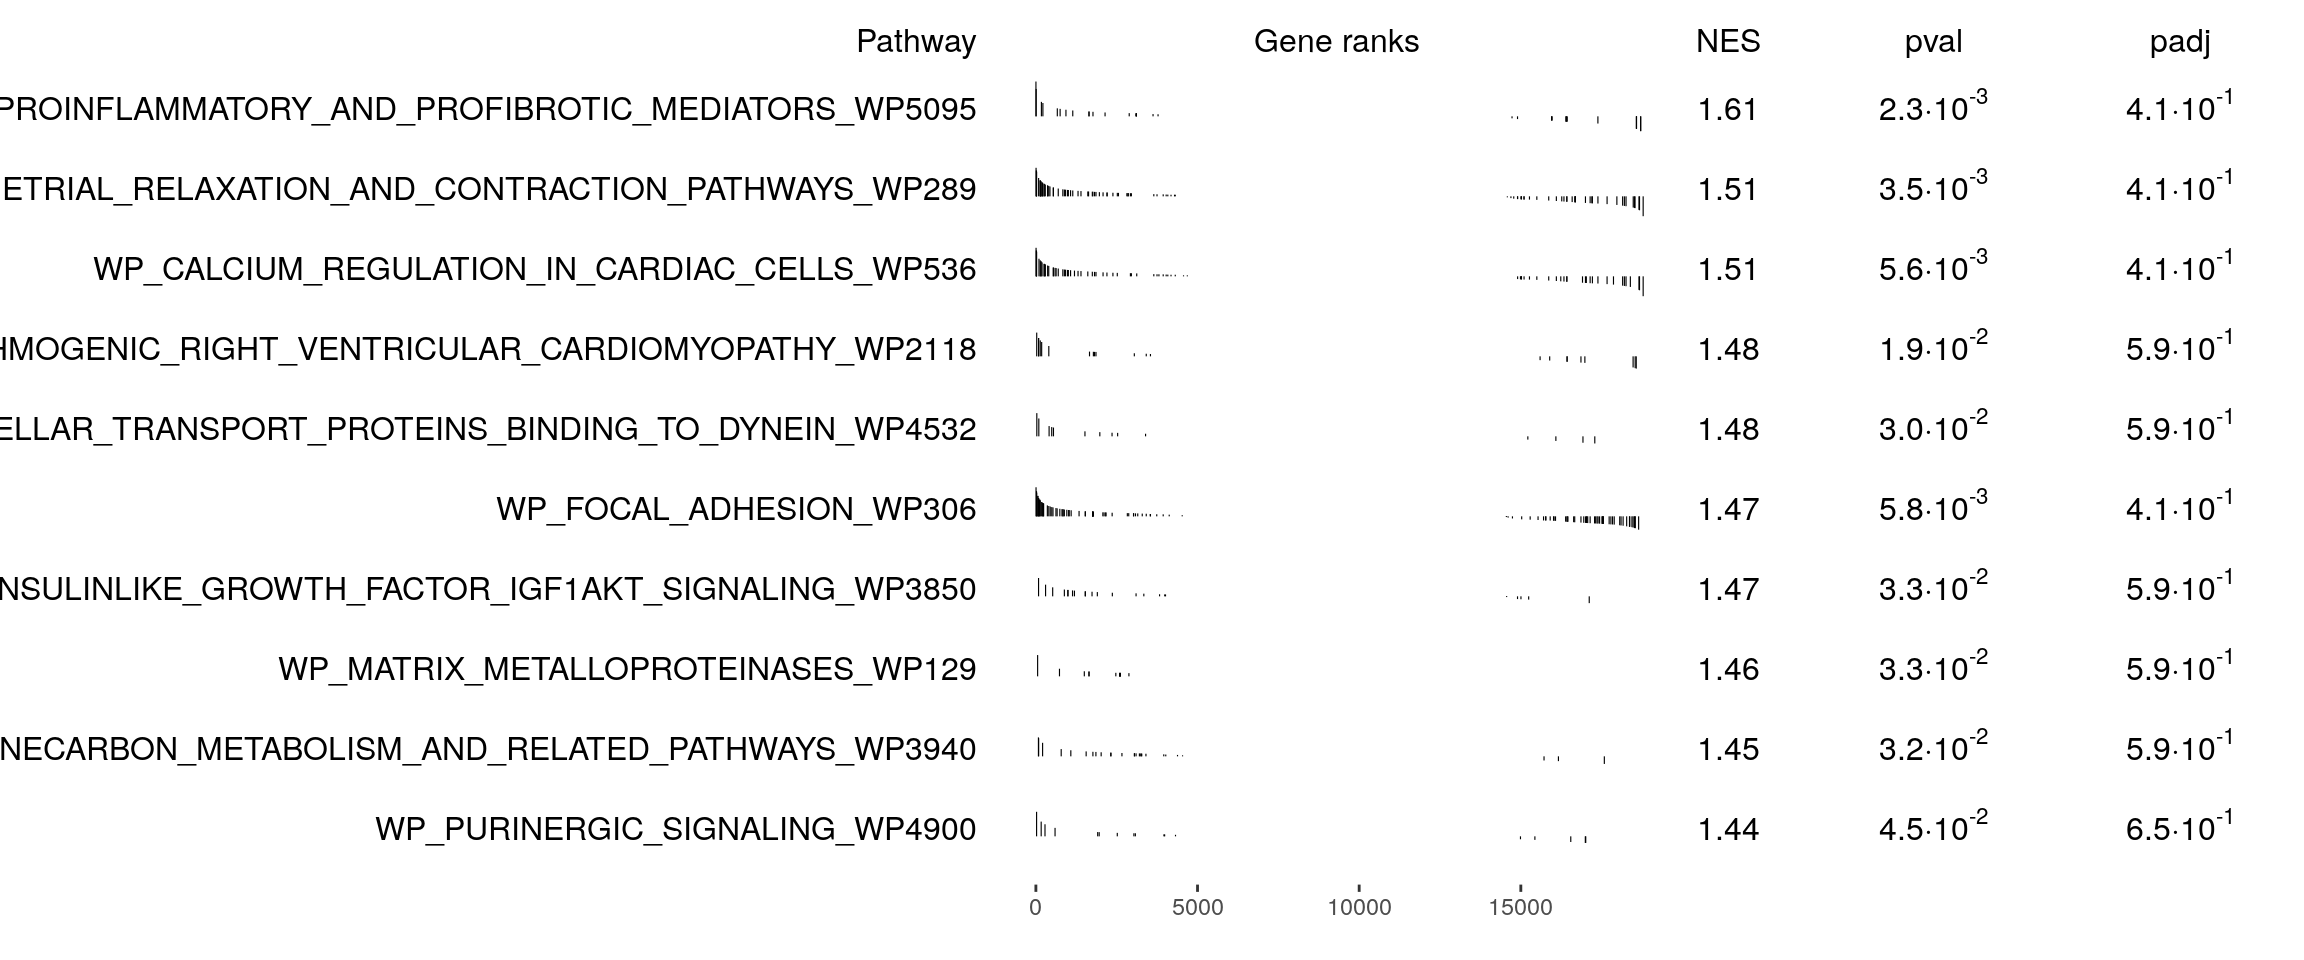 Pathway Gene ranks NES pval padj
PROINFLAMMATORY_AND_PROFIBROTIC_MEDIATORS_WP5095 1.61 2.3·10^-3 4.1·10^-1
ETRIAL_RELAXATION_AND_CONTRACTION_PATHWAYS_WP289 1.51 3.5·10^-3 4.1·10^-1
WP_CALCIUM_REGULATION_IN_CARDIAC_CELLS_WP536 1.51 5.6·10^-3 4.1·10^-1
HMOGENIC_RIGHT_VENTRICULAR_CARDIOMYOPATHY_WP2118 1.48 1.9·10^-2 5.9·10^-1
ELLAR_TRANSPORT_PROTEINS_BINDING_TO_DYNEIN_WP4532 1.48 3.0·10^-2 5.9·10^-1
WP_FOCAL_ADHESION_WP306 1.47 5.8·10^-3 4.1·10^-1
NSULINLIKE_GROWTH_FACTOR_IGF1AKT_SIGNALING_WP3850 1.47 3.3·10^-2 5.9·10^-1
WP_MATRIX_METALLOPROTEINASES_WP129 1.46 3.3·10^-2 5.9·10^-1
NECARBON_METABOLISM_AND_RELATED_PATHWAYS_WP3940 1.45 3.2·10^-2 5.9·10^-1
WP_PURINERGIC_SIGNALING_WP4900 1.44 4.5·10^-2 6.5·10^-1
0 5000 10000 15000